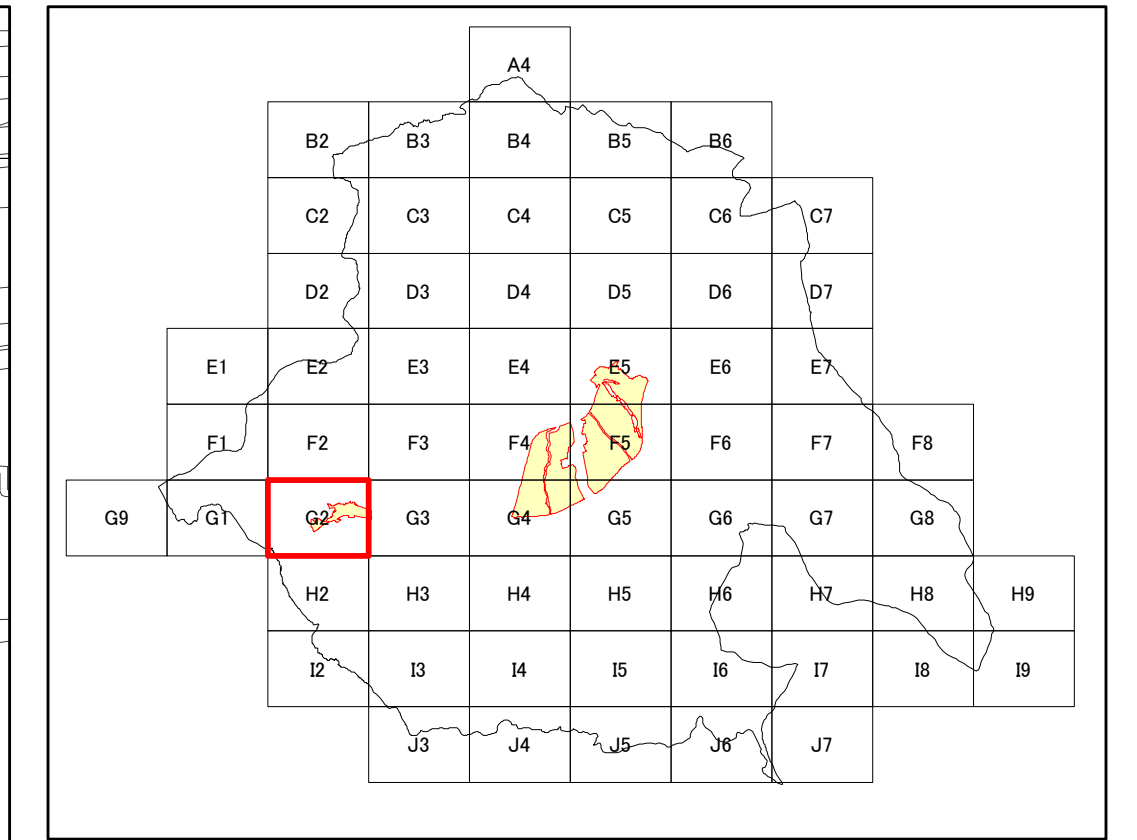 A4
B2 B3 B4 B5 B6
C2 C3 C4 C5 C6 C7
D2 D3 D4 D5 D6 D7
E1 E2 E3 E4 E5 E6 E7
F1 F2 F3 F4 F5 F6 F7 F8
G9 G1 G2 G3 G4 G5 G6 G7 G8
H2 H3 H4 H5 H6 H7 H8 H9
I2 I3 I4 I5 I6 I7 I8 I9
J3 J4 J5 J6 J7